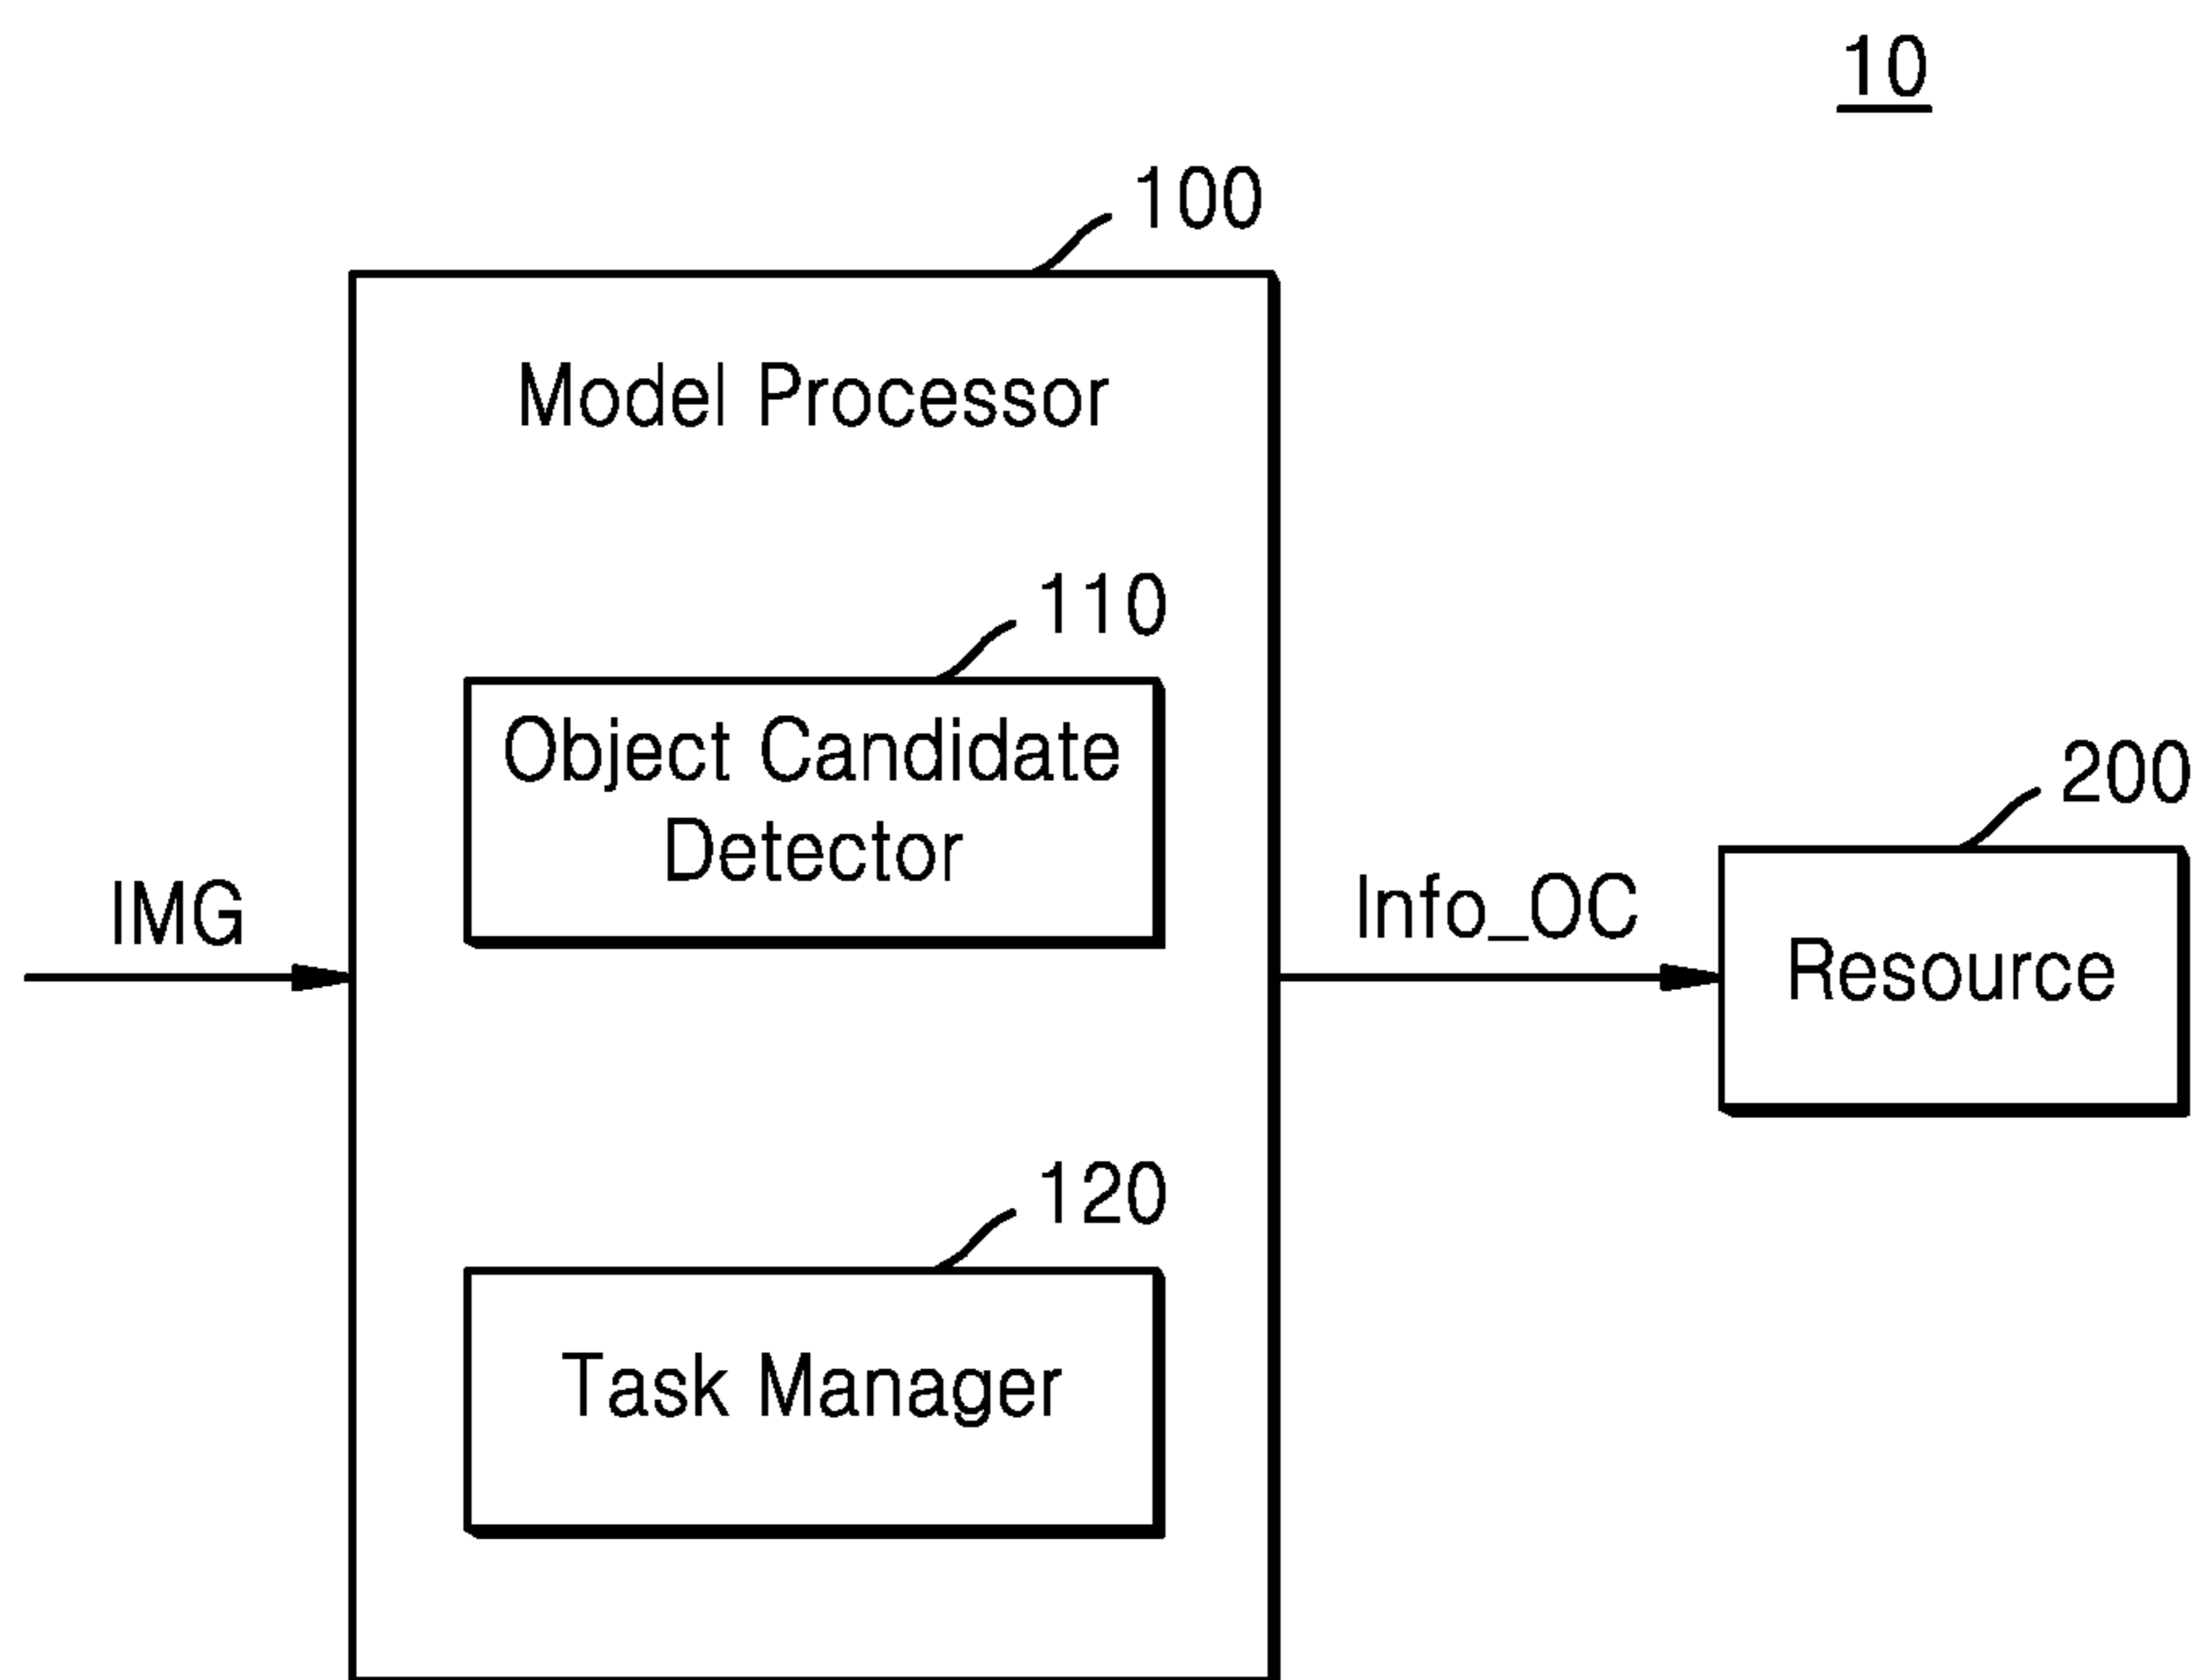 10
100
Model Processor
110
Object Candidate
Detector
IMG
Info_OC
200
Resource
120
Task Manager